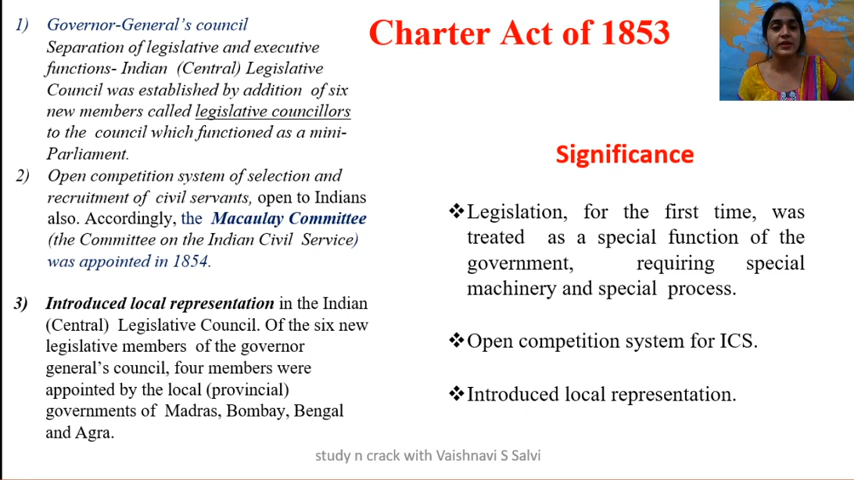 Charter Act of 1853
1) Governor-General's council
Separation of legislative and executive
functions- Indian (Central) Legislative
Council was established by addition of six
new members called legislative councillors
to the council which functioned as a mini-
Parliament.
2) Open competition system of selection and
recruitment of civil servants, open to Indians
also. Accordingly, the Macaulay Committee
(the Committee on the Indian Civil Service)
was appointed in 1854.
3) Introduced local representation in the Indian
(Central) Legislative Council. Of the six new
legislative members of the governor
general's council, four members were
appointed by the local (provincial)
governments of Madras, Bombay, Bengal
and Agra.
Significance
❖Legislation, for the first time, was
treated as a special function of the
government, requiring special
machinery and special process.
❖Open competition system for ICS.
❖Introduced local representation.
study n crack with Vaishnavi S Salvi